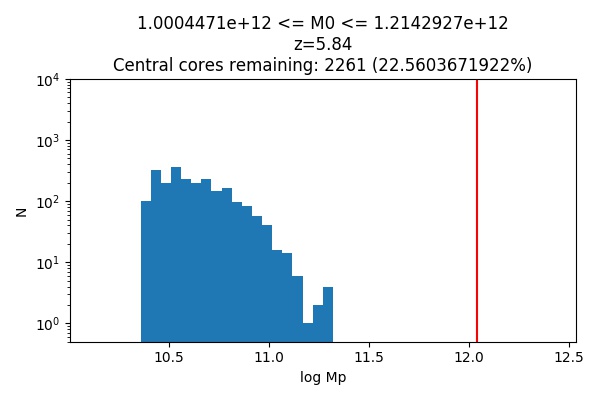 1.0004471e+12 <= M0 <= 1.2142927e+12
z=5.84
Central cores remaining: 2261 (22.5603671922%)
10⁴
10³
10²
10¹
10⁰
N
10.5 11.0 11.5 12.0 12.5
log Mp